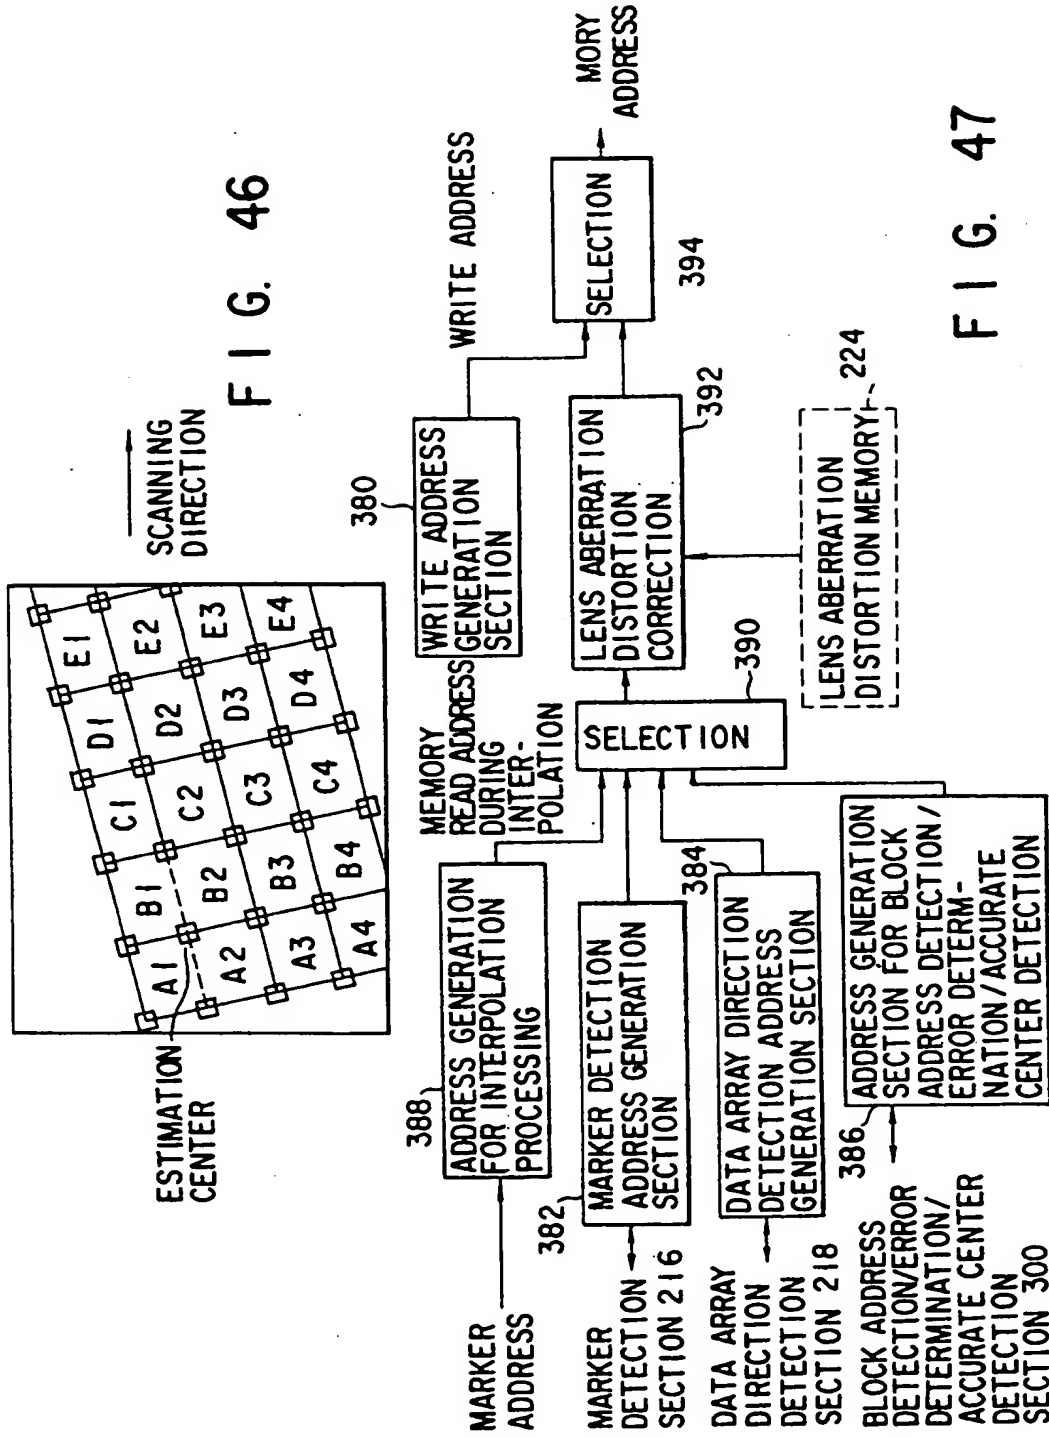 ESTIMATION
CENTER
A1
B1
C1
D1
E1
A2
B2
C2
D2
E2
A3
B3
C3
D3
E3
A4
B4
C4
D4
E4
SCANNING
DIRECTION
F I G. 46
MARKER
ADDRESS
388
ADDRESS GENERATION
FOR INTERPOLATION
PROCESSING
MEMORY
READ ADDRESS
DURING
INTER-
POLATION
380
WRITE ADDRESS
GENERATION
SECTION
WRITE ADDRESS
MARKER
DETECTION
SECTION 216
382
MARKER DETECTION
ADDRESS GENERATION
SECTION
DATA ARRAY
DIRECTION
DETECTION
SECTION 218
384
DATA ARRAY DIRECTION
DETECTION ADDRESS
GENERATION SECTION
BLOCK ADDRESS
DETECTION/ERROR
DETERMINATION/
ACCURATE CENTER
DETECTION
SECTION 300
386
ADDRESS GENERATION
SECTION FOR BLOCK
ADDRESS DETECTION/
ERROR DETERM-
NATION/ACCURATE
CENTER DETECTION
SELECTION
390
LENS ABERRATION
DISTORTION
CORRECTION
392
LENS ABERRATION
DISTORTION MEMORY
224
SELECTION
394
MORY
ADDRESS
F I G. 47